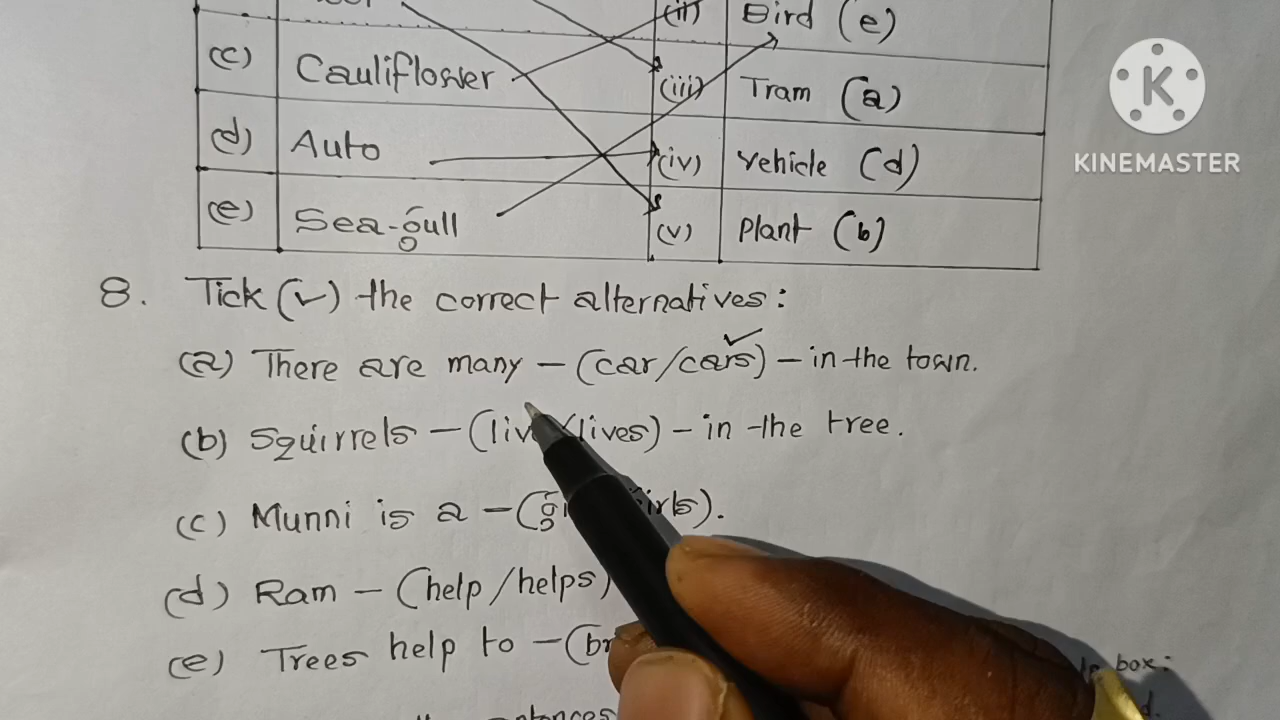 (ii) Bird (e)
(c) Cauliflower (iii) Tram (a)
(d) Auto (iv) vehicle (d)
(e) Sea-gull (v) Plant (b)
K
KINEMASTER
8. Tick (✓) the correct alternatives:
(a) There are many – (car/cars) ✓ – in the town.
(b) Squirrels – (live/lives) – in the tree.
(c) Munni is a –
(d) Ram – (help/helps)
(e) Trees help to –
box: